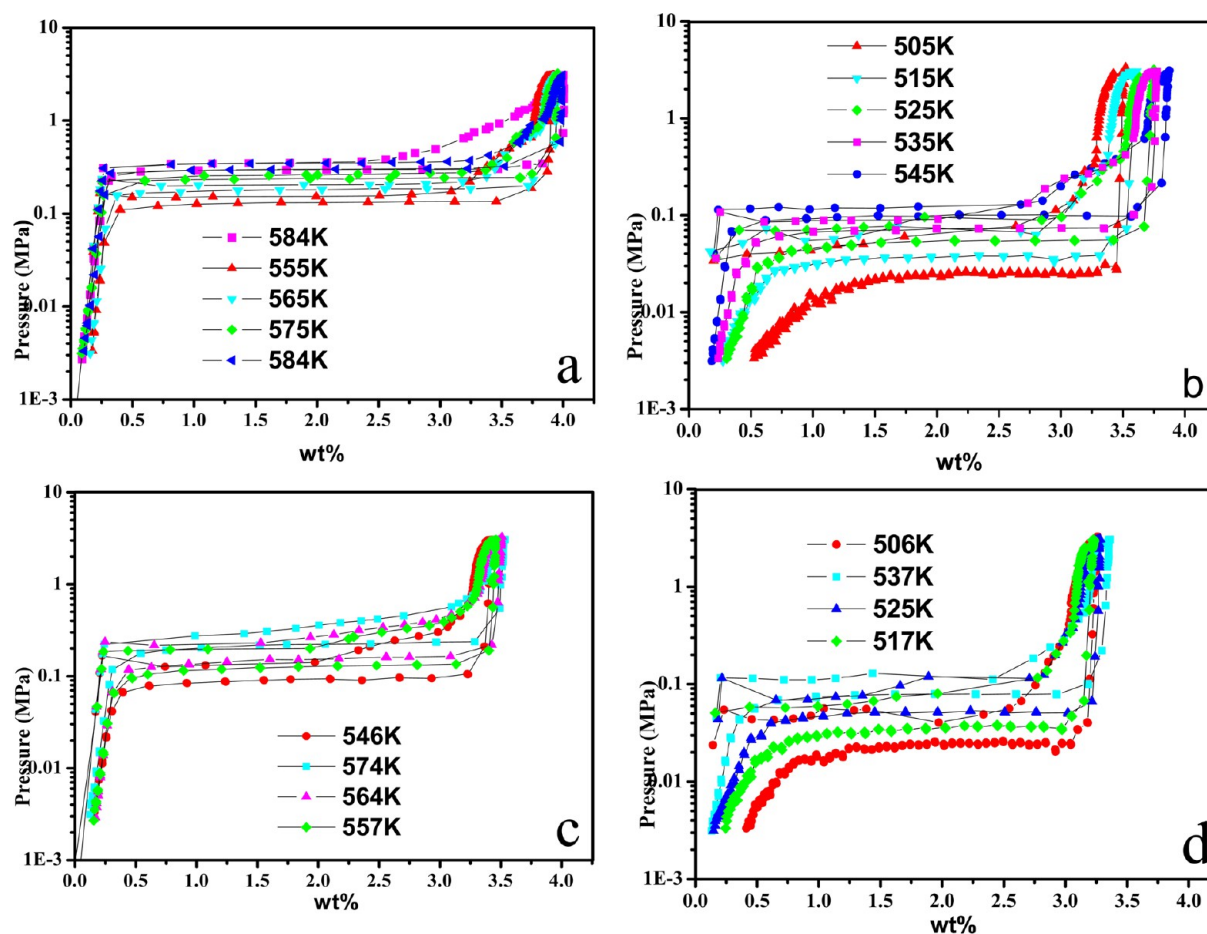 10
1
0.1
0.01
1E-3
Pressure (MPa)
584K
555K
565K
575K
584K
a
0.0 0.5 1.0 1.5 2.0 2.5 3.0 3.5 4.0
wt%
10
1
0.1
0.01
1E-3
Pressure (MPa)
505K
515K
525K
535K
545K
b
0.0 0.5 1.0 1.5 2.0 2.5 3.0 3.5 4.0
wt%
10
1
0.1
0.01
1E-3
Pressure (MPa)
546K
574K
564K
557K
c
0.0 0.5 1.0 1.5 2.0 2.5 3.0 3.5 4.0
wt%
10
1
0.1
0.01
1E-3
Pressure (MPa)
506K
537K
525K
517K
d
0.0 0.5 1.0 1.5 2.0 2.5 3.0 3.5 4.0
wt%